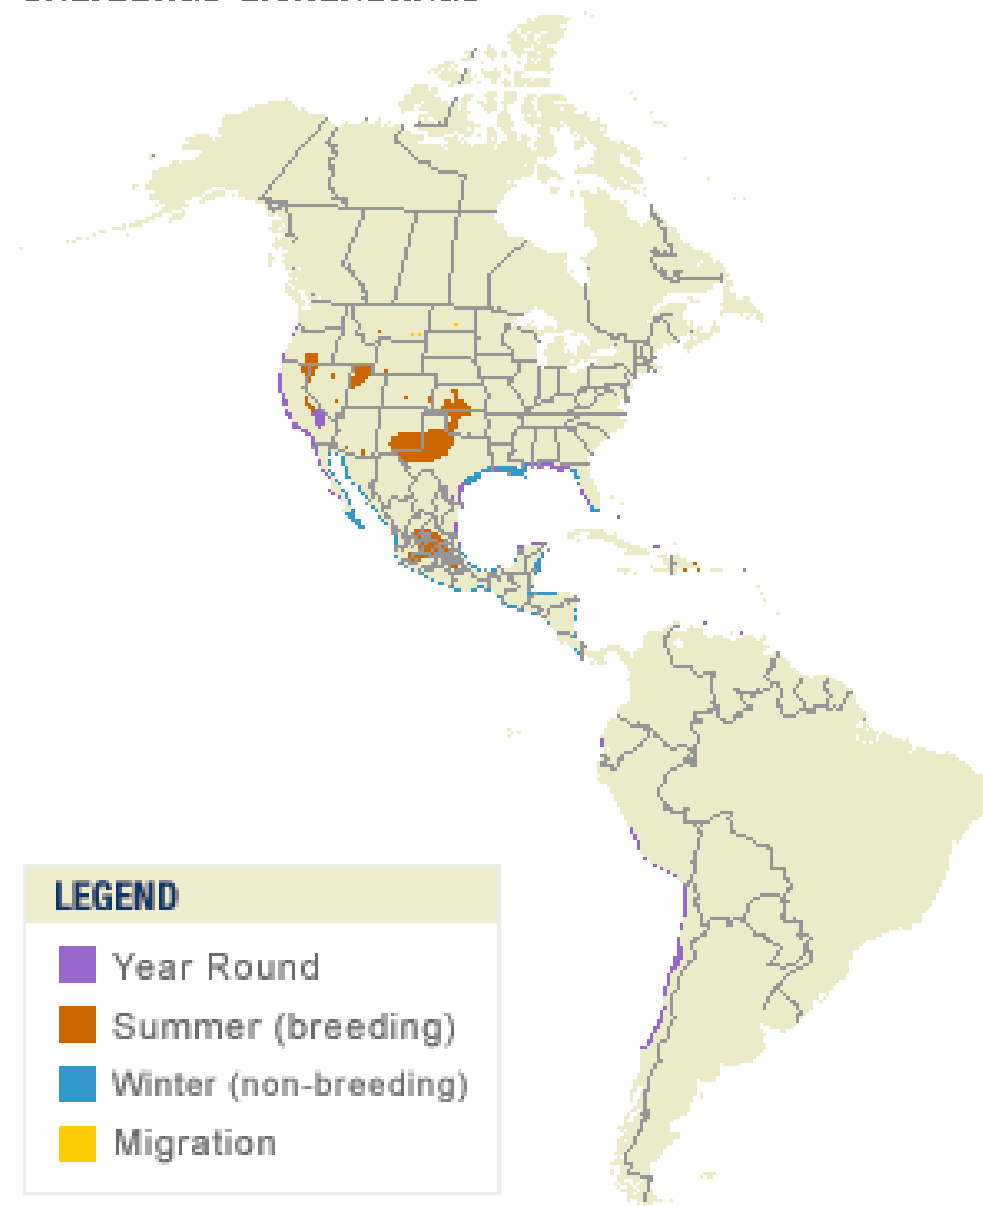 LEGEND
Year Round
Summer (breeding)
Winter (non-breeding)
Migration